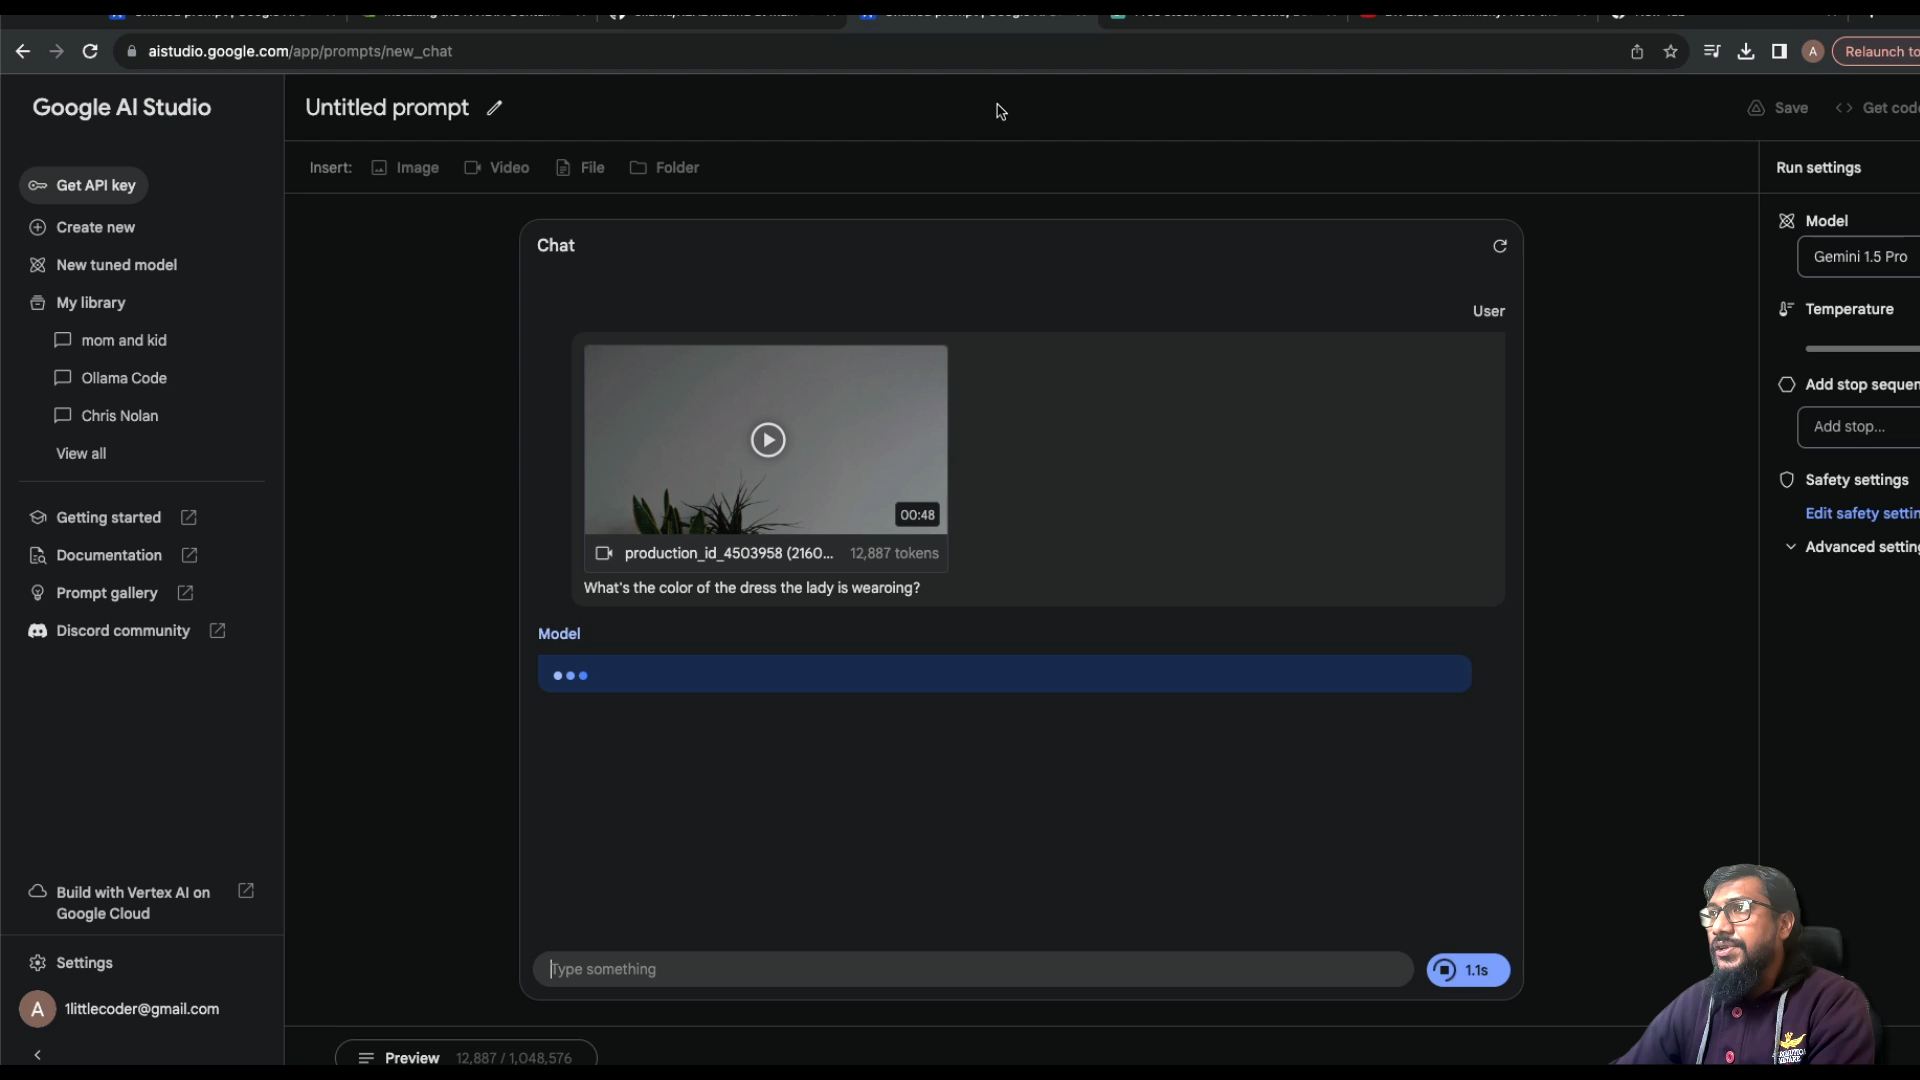 aistudio.google.com/app/prompts/new_chat
A
Relaunch to
Google AI Studio
Untitled prompt
Save
Get code
Get API key
Create new
New tuned model
My library
mom and kid
Ollama Code
Chris Nolan
View all
Getting started
Documentation
Prompt gallery
Discord community
Build with Vertex AI on
Google Cloud
Settings
A
1littlecoder@gmail.com
Insert:
Image
Video
File
Folder
Chat
User
00:48
production_id_4503958 (2160...
12,887 tokens
What's the color of the dress the lady is wearoing?
Model
Type something
1.1s
Preview
12,887 / 1,048,576
Run settings
Model
Gemini 1.5 Pro
Temperature
Add stop sequen
Add stop...
Safety settings
Edit safety settin
Advanced setting